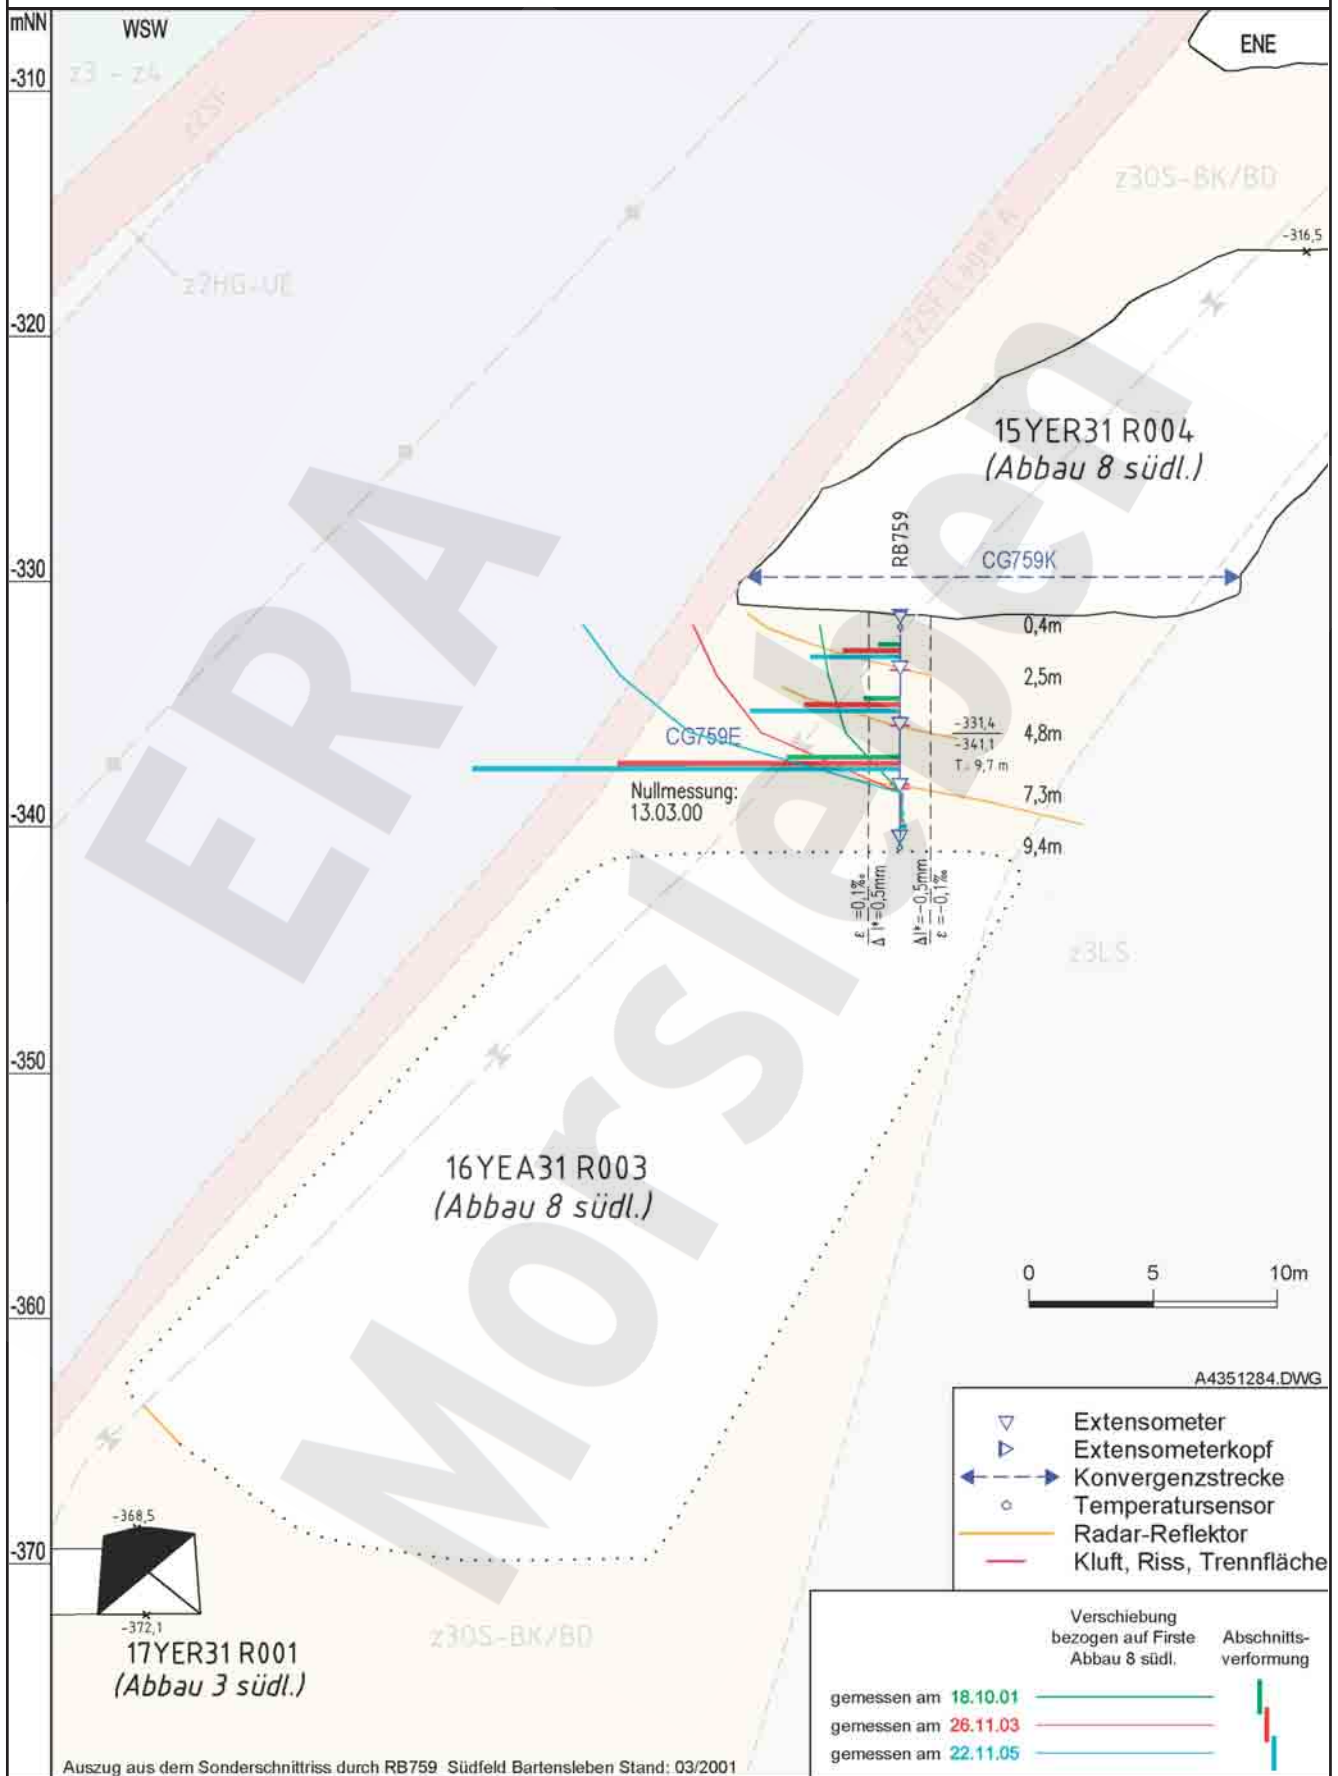 mNN
WSW
ENE
z3 - z4
z2SF
-310
z3OS-BK/BD
z2SF Lager A
-316,5
z2HG-UE
-320
15YER31 R004
(Abbau 8 südl.)
RB759
CG759K
-330
0,4m
2,5m
-331,4
-341,1
T. 9,7 m
4,8m
CG759E
7,3m
Nullmessung:
13.03.00
-340
9,4m
ε =0,1‰
Δl*=0,5mm
Δl*=-0,5mm
ε =-0,1‰
z3LS
-350
16YEA31 R003
(Abbau 8 südl.)
0 5 10m
-360
A4351284.DWG
Extensometer
Extensometerkopf
Konvergenzstrecke
Temperatursensor
Radar-Reflektor
Kluft, Riss, Trennfläche
-368,5
-370
-372,1
17YER31 R001
(Abbau 3 südl.)
z3OS-BK/BD
Verschiebung
bezogen auf Firste
Abbau 8 südl.
Abschnitts-
verformung
gemessen am 18.10.01
gemessen am 26.11.03
gemessen am 22.11.05
Auszug aus dem Sonderschnittriss durch RB759 Südfeld Bartensleben Stand: 03/2001
ERA
Morsleben